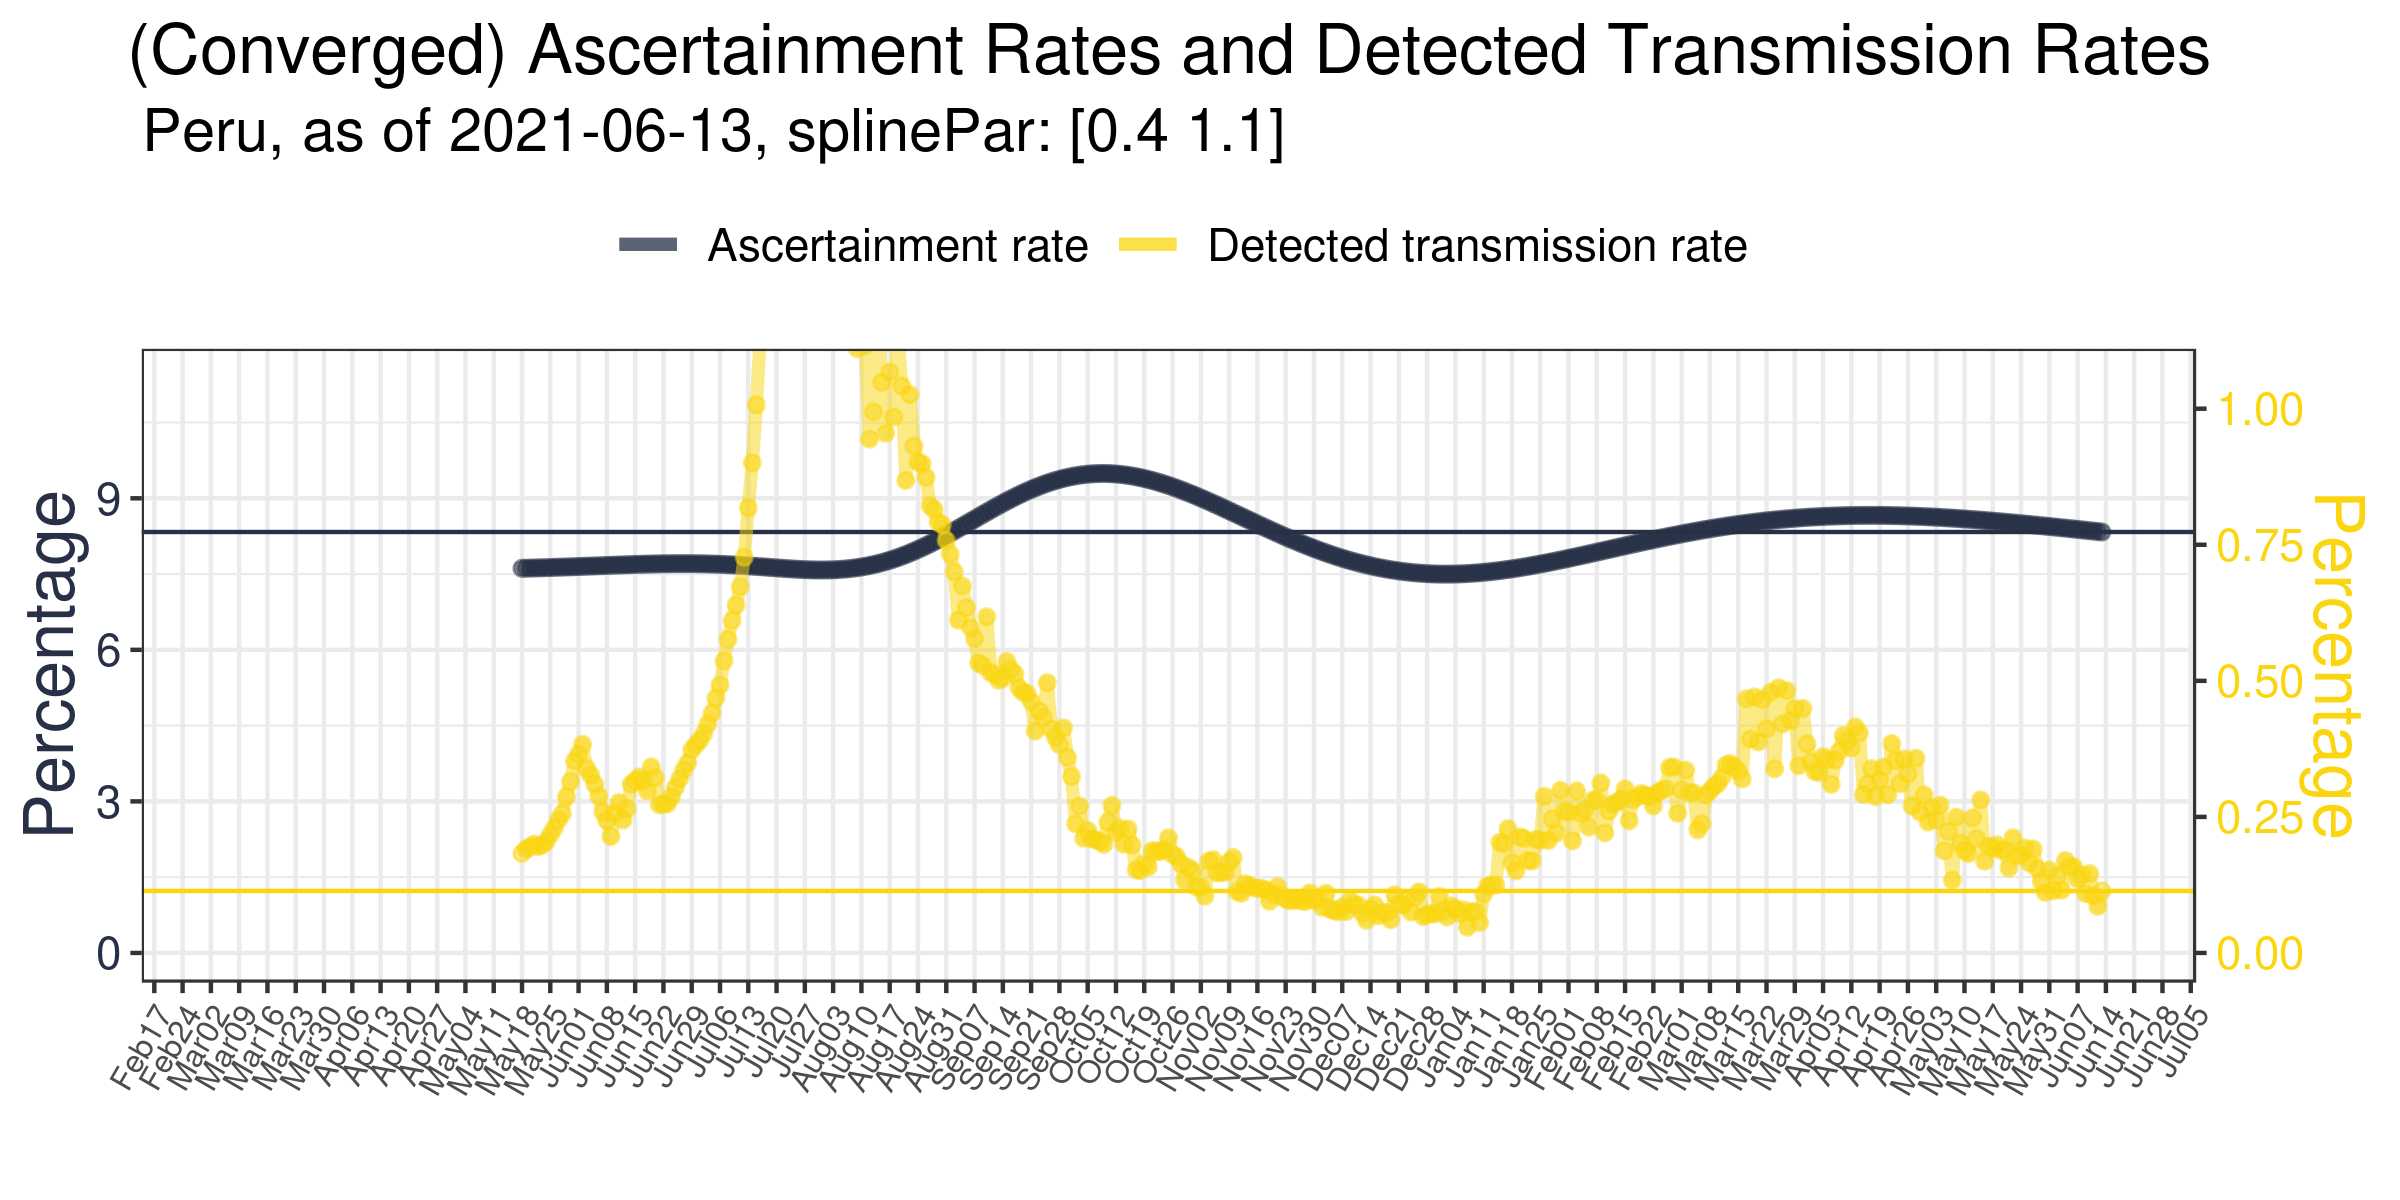 (Converged) Ascertainment Rates and Detected Transmission Rates
Peru, as of 2021-06-13, splinePar: [0.4 1.1]
Ascertainment rate
Detected transmission rate
Percentage
9
6
3
0
1.00
0.75
0.50
0.25
0.00
Percentage
Feb17
Feb24
Mar02
Mar09
Mar16
Mar23
Mar30
Apr06
Apr13
Apr20
Apr27
May04
May11
May18
May25
Jun01
Jun08
Jun15
Jun22
Jun29
Jul06
Jul13
Jul20
Jul27
Aug03
Aug10
Aug17
Aug24
Aug31
Sep07
Sep14
Sep21
Sep28
Oct05
Oct12
Oct19
Oct26
Nov02
Nov09
Nov16
Nov23
Nov30
Dec07
Dec14
Dec21
Dec28
Jan04
Jan11
Jan18
Jan25
Feb01
Feb08
Feb15
Feb22
Mar01
Mar08
Mar15
Mar22
Mar29
Apr05
Apr12
Apr19
Apr26
May03
May10
May17
May24
May31
Jun07
Jun14
Jun21
Jun28
Jul05